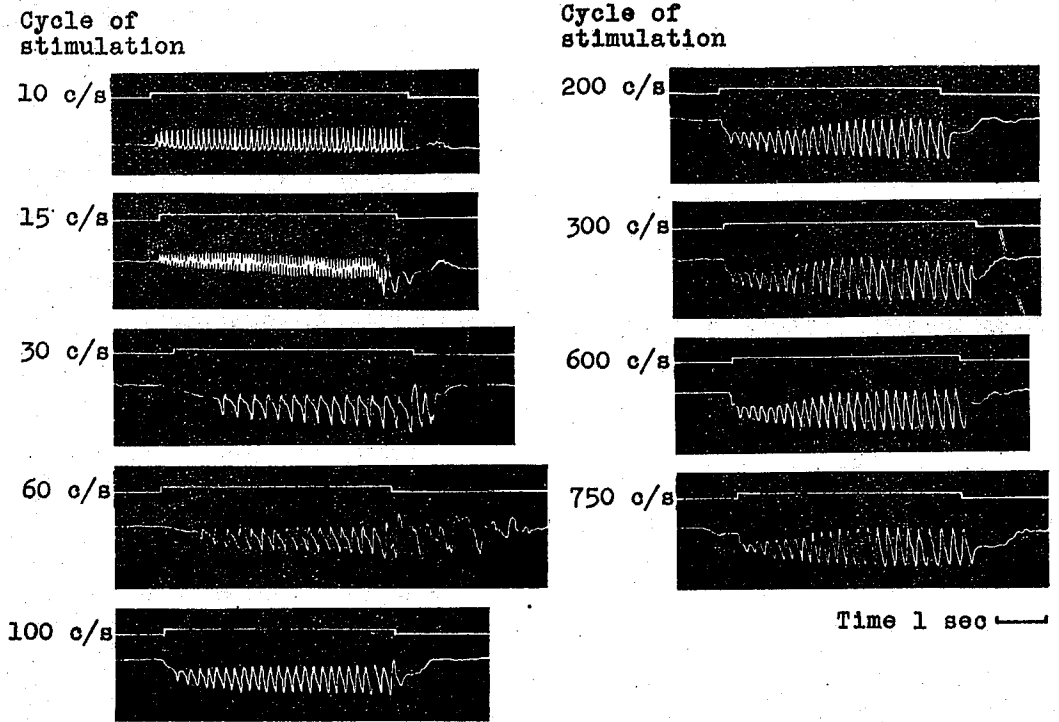 Cycle of
stimulation
10 c/s
15 c/s
30 c/s
60 c/s
100 c/s
Cycle of
stimulation
200 c/s
300 c/s
600 c/s
750 c/s
Time 1 sec